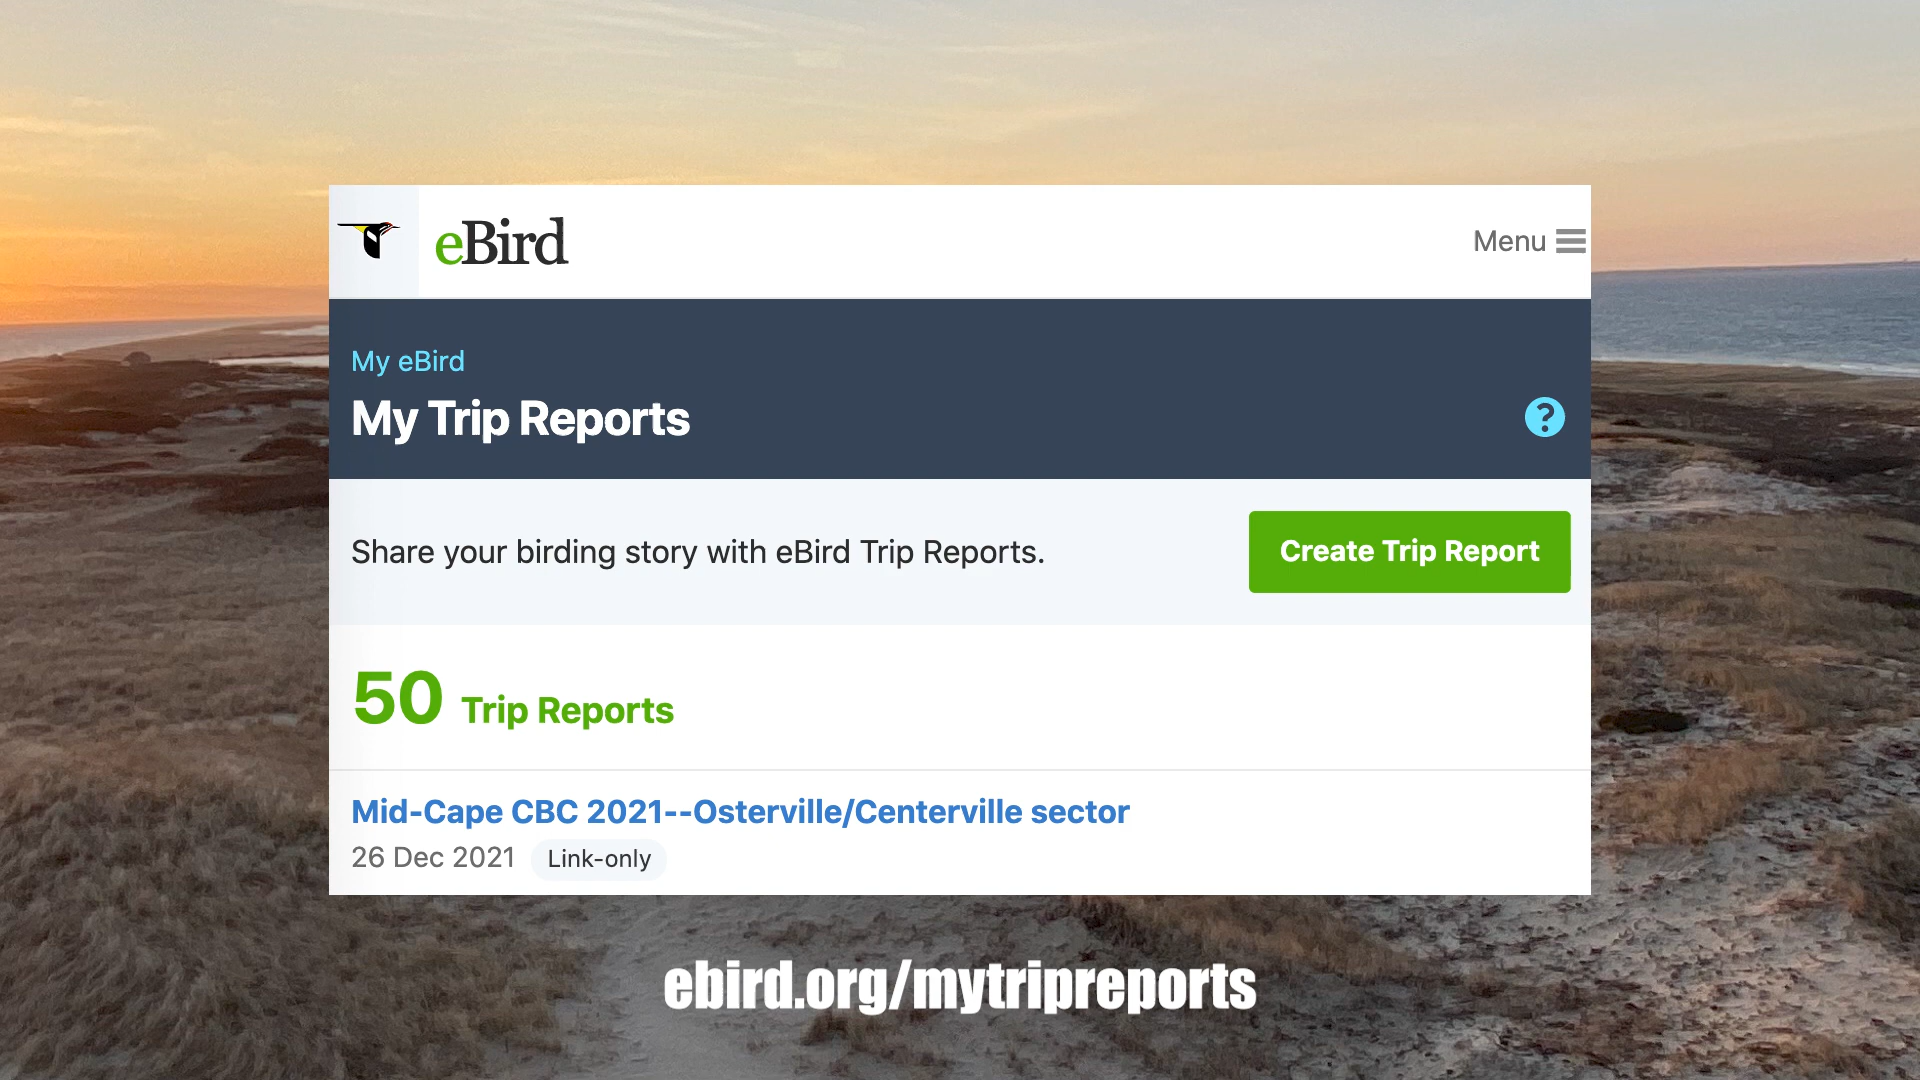 eBird
Menu
My eBird
My Trip Reports
?
Share your birding story with eBird Trip Reports.
Create Trip Report
50 Trip Reports
Mid-Cape CBC 2021--Osterville/Centerville sector
26 Dec 2021 Link-only
ebird.org/mytripreports